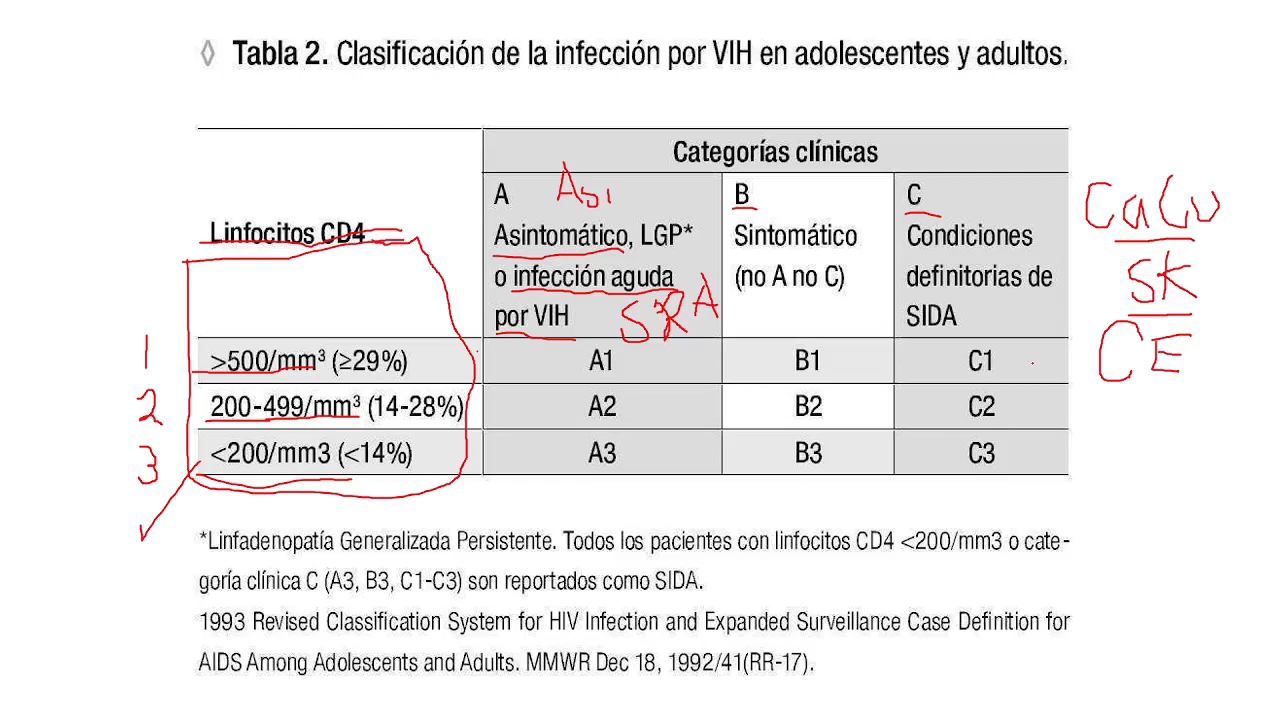 ◊ Tabla 2. Clasificación de la infección por VIH en adolescentes y adultos.
Categorías clínicas
Linfocitos CD4
A Asi
Asintomático, LGP*
o infección aguda
por VIH SRA
B
Sintomático
(no A no C)
C
Condiciones
definitorias de
SIDA
CaCu
SK
CE
1 >500/mm³ (≥29%) A1 B1 C1
2 200-499/mm³ (14-28%) A2 B2 C2
3 <200/mm3 (<14%) A3 B3 C3
*Linfadenopatía Generalizada Persistente. Todos los pacientes con linfocitos CD4 <200/mm3 o cate-
goría clínica C (A3, B3, C1-C3) son reportados como SIDA.
1993 Revised Classification System for HIV Infection and Expanded Surveillance Case Definition for
AIDS Among Adolescents and Adults. MMWR Dec 18, 1992/41(RR-17).